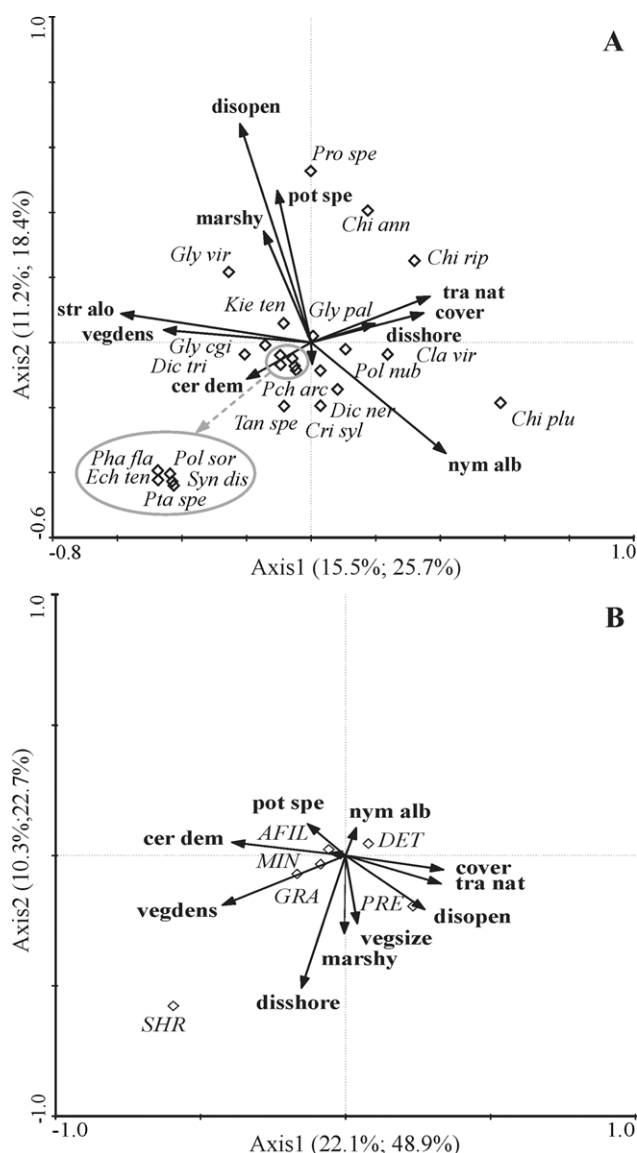 1.0
A
disopen
Pro spe
pot spe
marshy
Chi ann
Gly vir
Chi rip
tra nat
str alo
Kie ten
Gly pal
cover
vegdens
disshore
Gly cgi
Cla vir
Dic tri
Pol nub
cer dem
Pch arc
Dic ner
Chi plu
Tan spe
Cri syl
nym alb
Pha fla Pol sor
Ech ten Syn dis
Pta spe
Axis2 (11.2%; 18.4%)
-0.6
-0.8
1.0
Axis1 (15.5%; 25.7%)
1.0
B
pot spe
nym alb
cer dem
AFIL
DET
MIN
cover
tra nat
GRA
PRE
vegdens
disopen
vegsize
marshy
disshore
SHR
Axis2 (10.3%;22.7%)
-1.0
-1.0
1.0
Axis1 (22.1%; 48.9%)